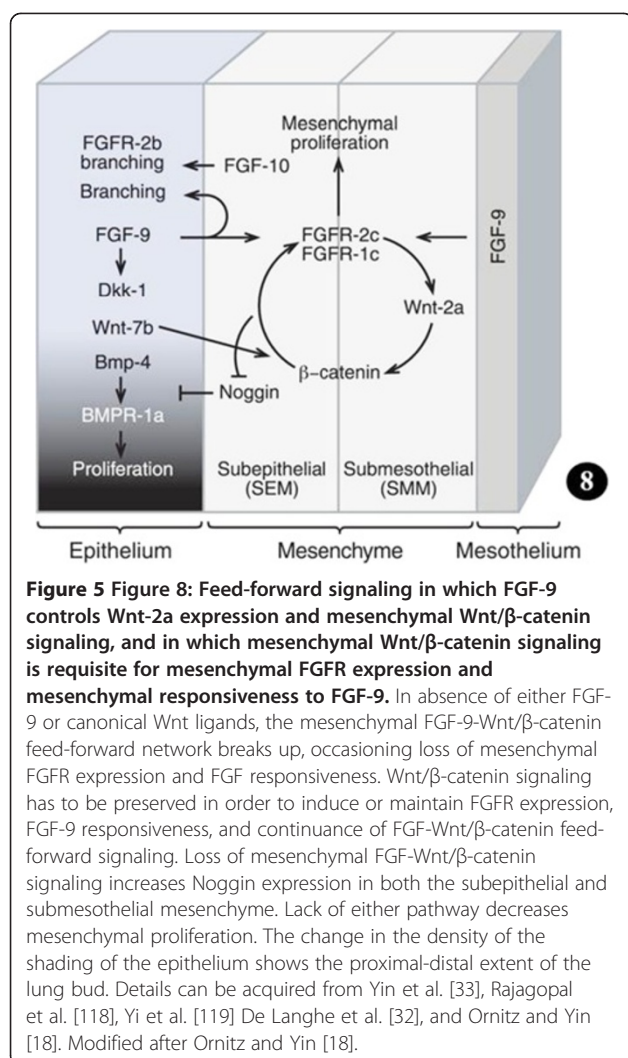 Mesenchymal
proliferation
FGFR-2b
branching
FGF-10
Branching
FGF-9
FGFR-2c
FGFR-1c
FGF-9
Dkk-1
Wnt-2a
Wnt-7b
Bmp-4
β–catenin
Noggin
BMPR-1a
Proliferation
Subepithelial
(SEM)
Submesothelial
(SMM)
8
Epithelium
Mesenchyme
Mesothelium
Figure 5 Figure 8: Feed-forward signaling in which FGF-9
controls Wnt-2a expression and mesenchymal Wnt/β-catenin
signaling, and in which mesenchymal Wnt/β-catenin signaling
is requisite for mesenchymal FGFR expression and
mesenchymal responsiveness to FGF-9. In absence of either FGF-
9 or canonical Wnt ligands, the mesenchymal FGF-9-Wnt/β-catenin
feed-forward network breaks up, occasioning loss of mesenchymal
FGFR expression and FGF responsiveness. Wnt/β-catenin signaling
has to be preserved in order to induce or maintain FGFR expression,
FGF-9 responsiveness, and continuance of FGF-Wnt/β-catenin feed-
forward signaling. Loss of mesenchymal FGF-Wnt/β-catenin
signaling increases Noggin expression in both the subepithelial and
submesothelial mesenchyme. Lack of either pathway decreases
mesenchymal proliferation. The change in the density of the
shading of the epithelium shows the proximal-distal extent of the
lung bud. Details can be acquired from Yin et al. [33], Rajagopal
et al. [118], Yi et al. [119] De Langhe et al. [32], and Ornitz and Yin
[18]. Modified after Ornitz and Yin [18].